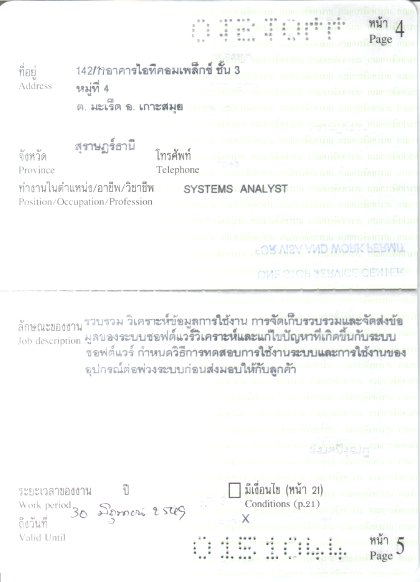 หน้า 4
Page
ที่อยู่
Address
142/ อาคารไอทีคอมเพล็กซ์ ชั้น 3
หมู่ที่ 4
ต. มะเร็ต อ. เกาะสมุย
จังหวัด สุราษฎร์ธานี โทรศัพท์
Province Telephone
ทำงานในตำแหน่ง/อาชีพ/วิชาชีพ SYSTEMS ANALYST
Position/Occupation/Profession
FOR VISA AND WORK PERMIT
ONE STOP SERVICE CENTER
ลักษณะของงาน รวบรวม วิเคราะห์ข้อมูลการใช้งาน การจัดเก็บรวบรวมและจัดส่งข้อ
Job description มูลของระบบซอฟต์แวร์วิเคราะห์และแก้ไขปัญหาที่เกิดขึ้นกับระบบ
ซอฟต์แวร์ กำหนดวิธีการทดสอบการใช้งานระบบและการใช้งานของ
อุปกรณ์ต่อพ่วงระบบก่อนส่งมอบให้กับลูกค้า
ระยะเวลาของงาน ปี
Work period
มีเงื่อนไข (หน้า 21)
Conditions (p.21)
30 มิถุนายน 2549
X
ถึงวันที่
Valid Until
0151044
หน้า 5
Page